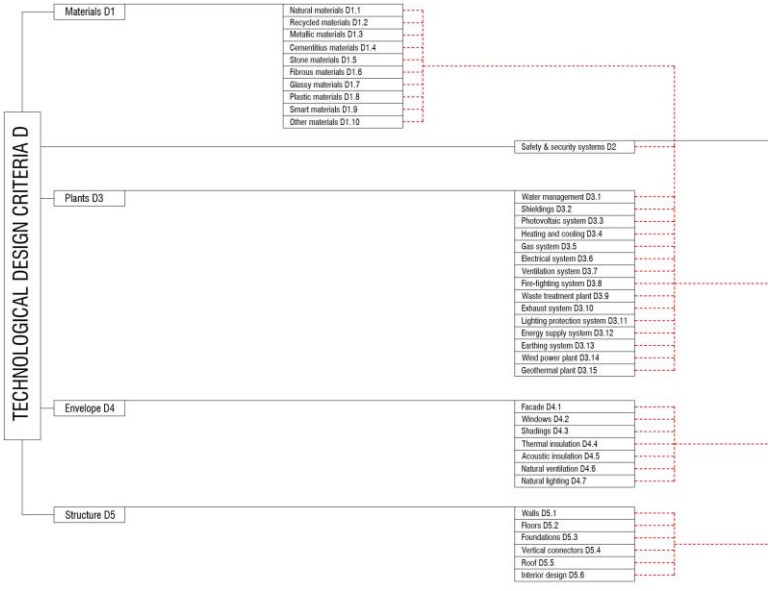 TECHNOLOGICAL DESIGN CRITERIA D
Materials D1
Natural materials D1.1
Recycled materials D1.2
Metallic materials D1.3
Cementitius materials D1.4
Stone materials D1.5
Fibrous materials D1.6
Glassy materials D1.7
Plastic materials D1.8
Smart materials D1.9
Other materials D1.10
Safety & security systems D2
Plants D3
Water management D3.1
Shieldings D3.2
Photovoltaic system D3.3
Heating and cooling D3.4
Gas system D3.5
Electrical system D3.6
Ventilation system D3.7
Fire-fighting system D3.8
Waste treatment plant D3.9
Exhaust system D3.10
Lighting protection system D3.11
Energy supply system D3.12
Earthing system D3.13
Wind power plant D3.14
Geothermal plant D3.15
Envelope D4
Facade D4.1
Windows D4.2
Shadings D4.3
Thermal insulation D4.4
Acoustic insulation D4.5
Natural ventilation D4.6
Natural lighting D4.7
Structure D5
Walls D5.1
Floors D5.2
Foundations D5.3
Vertical connectors D5.4
Roof D5.5
Interior design D5.6